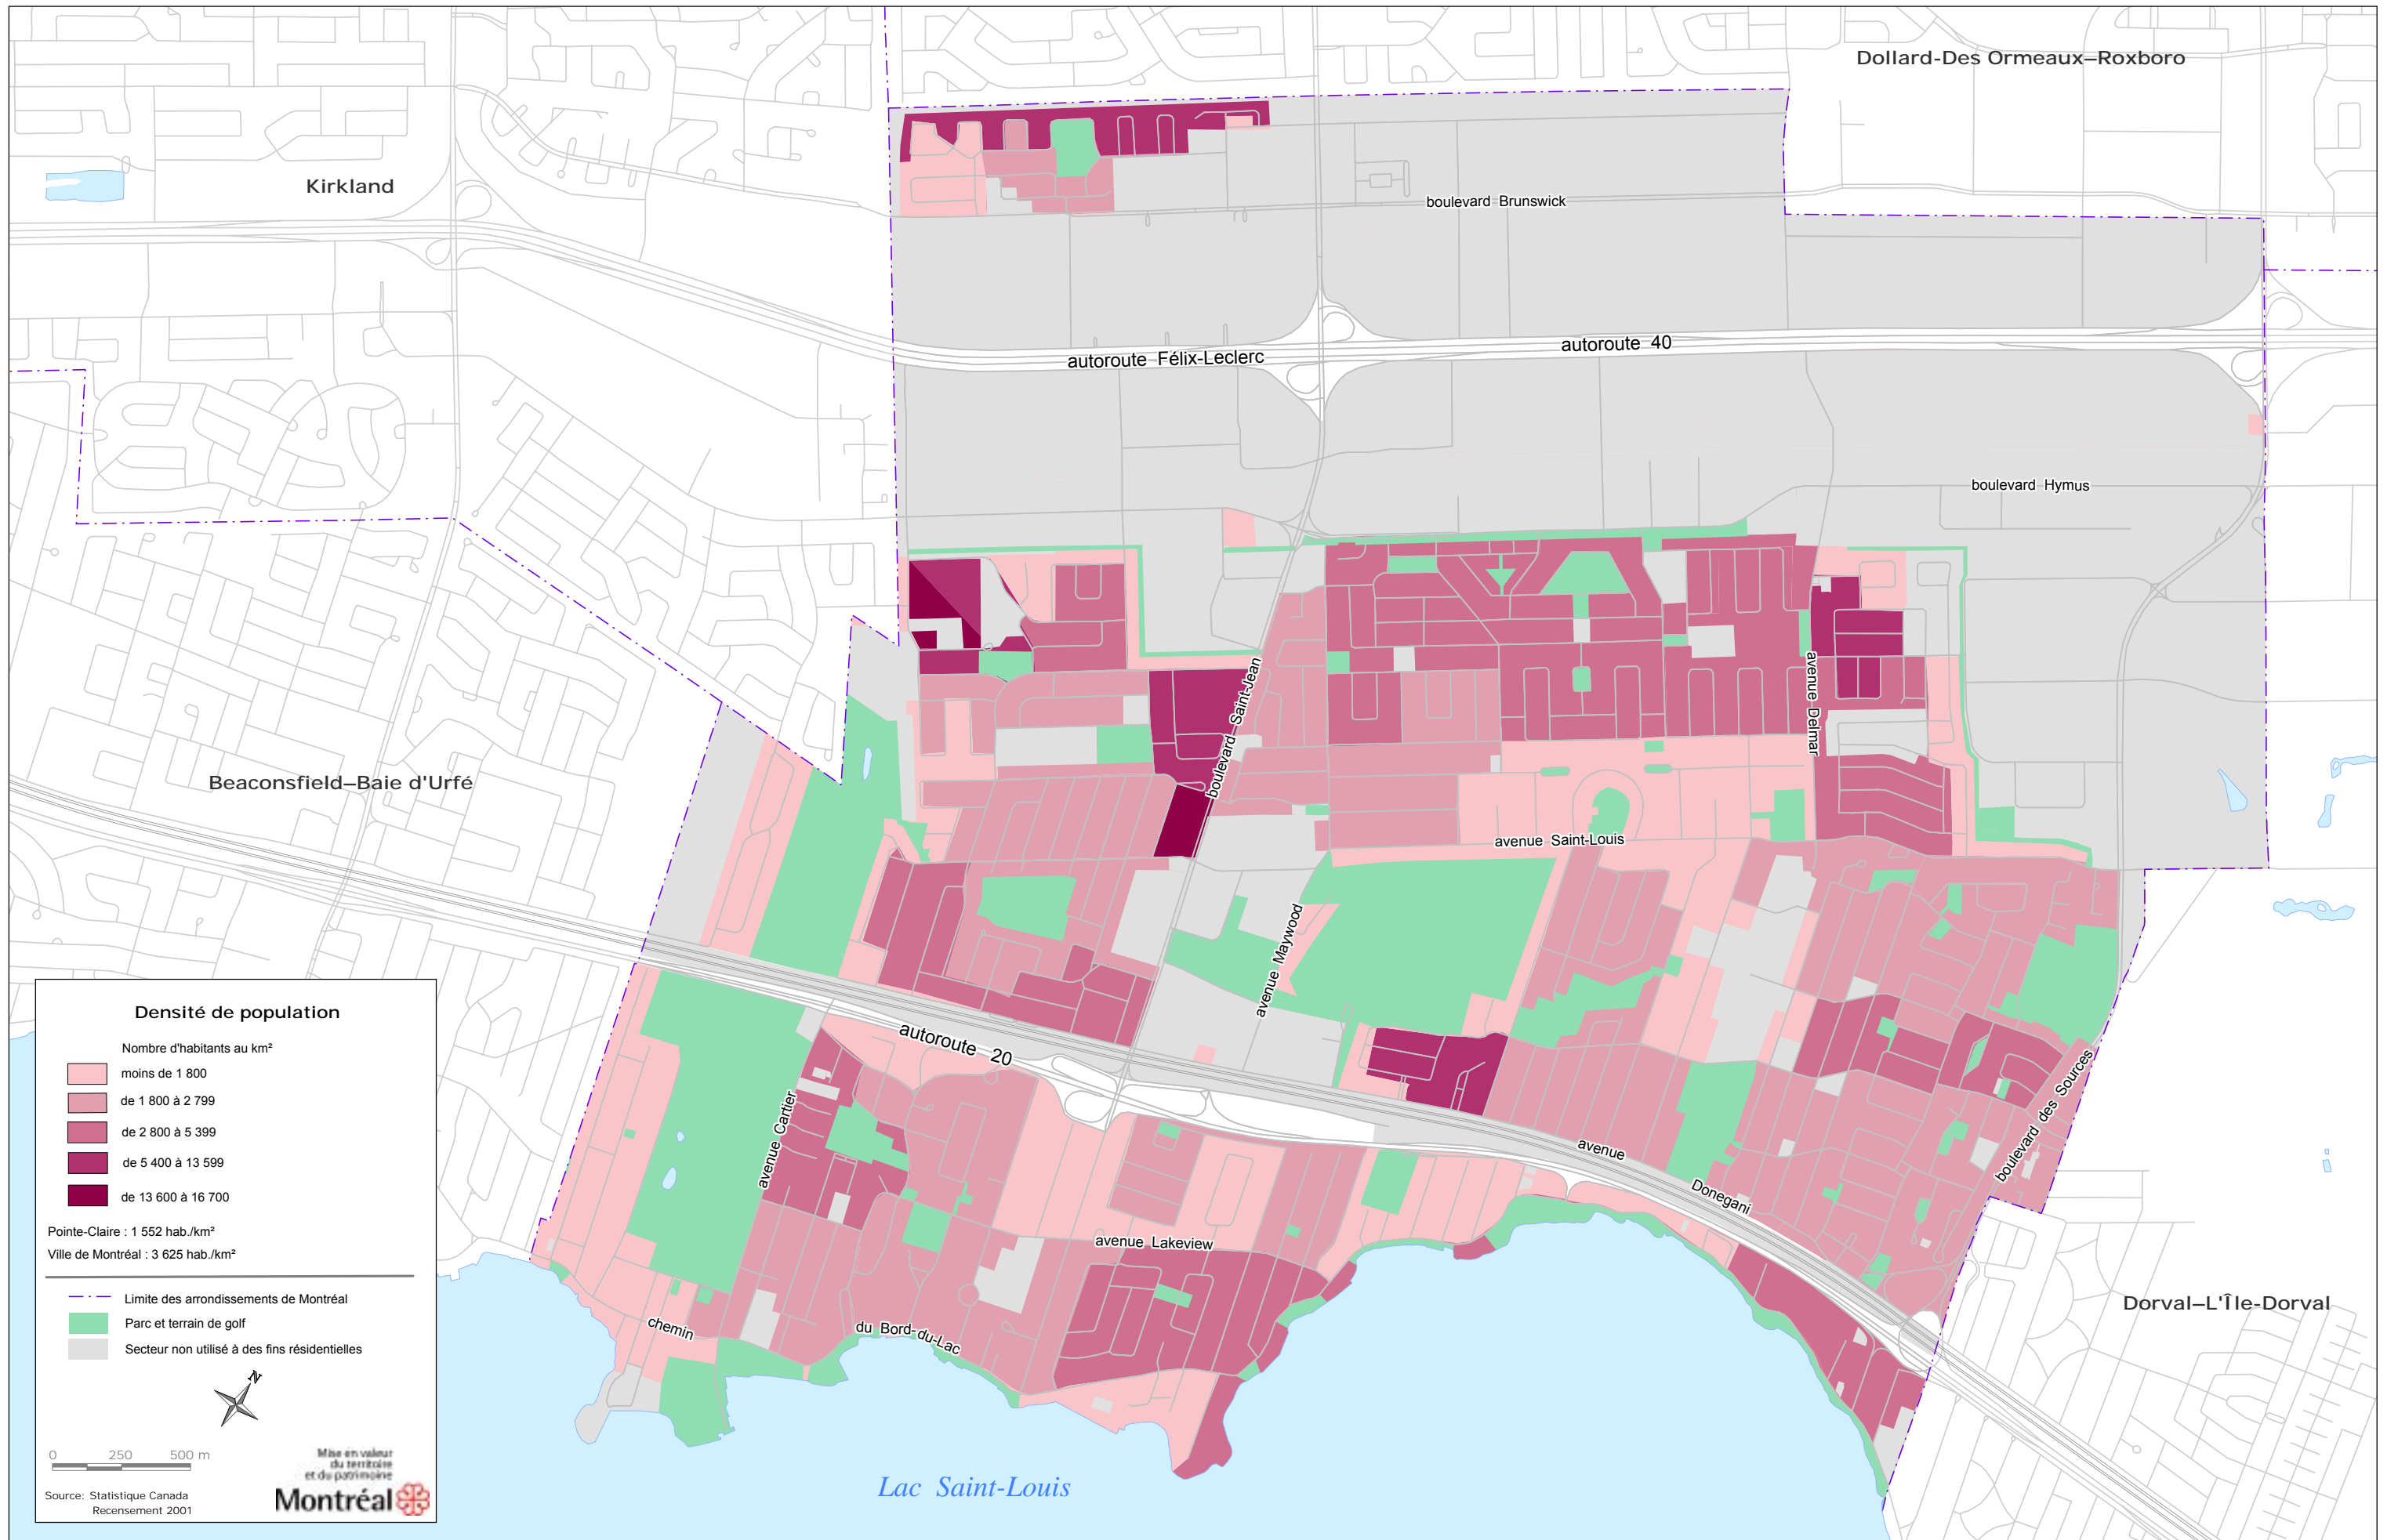 Dollard-Des Ormeaux–Roxboro
Kirkland
boulevard Brunswick
autoroute Félix-Leclerc
autoroute 40
boulevard Hymus
boulevard Saint-Jean
avenue Delmar
Beaconsfield–Baie d'Urfé
avenue Saint-Louis
avenue Maywood
autoroute 20
avenue Cartier
boulevard des Sources
avenue
Donegani
avenue Lakeview
chemin
du Bord-du-Lac
Dorval–L'Île-Dorval
Lac Saint-Louis
Densité de population
Nombre d'habitants au km²
moins de 1 800
de 1 800 à 2 799
de 2 800 à 5 399
de 5 400 à 13 599
de 13 600 à 16 700
Pointe-Claire : 1 552 hab./km²
Ville de Montréal : 3 625 hab./km²
Limite des arrondissements de Montréal
Parc et terrain de golf
Secteur non utilisé à des fins résidentielles
N
0 250 500 m
Mise en valeur
du territoire
et du patrimoine
Montréal
Source: Statistique Canada
Recensement 2001